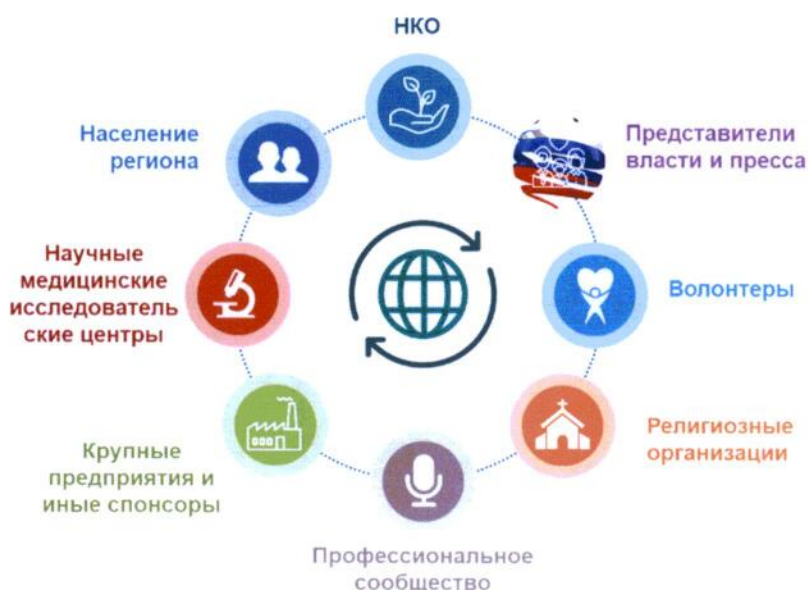 НКО
Представители
власти и пресса
Волонтеры
Религиозные
организации
Профессиональное
сообщество
Крупные
предприятия и
иные спонсоры
Научные
медицинские
исследователь
ские центры
Население
региона